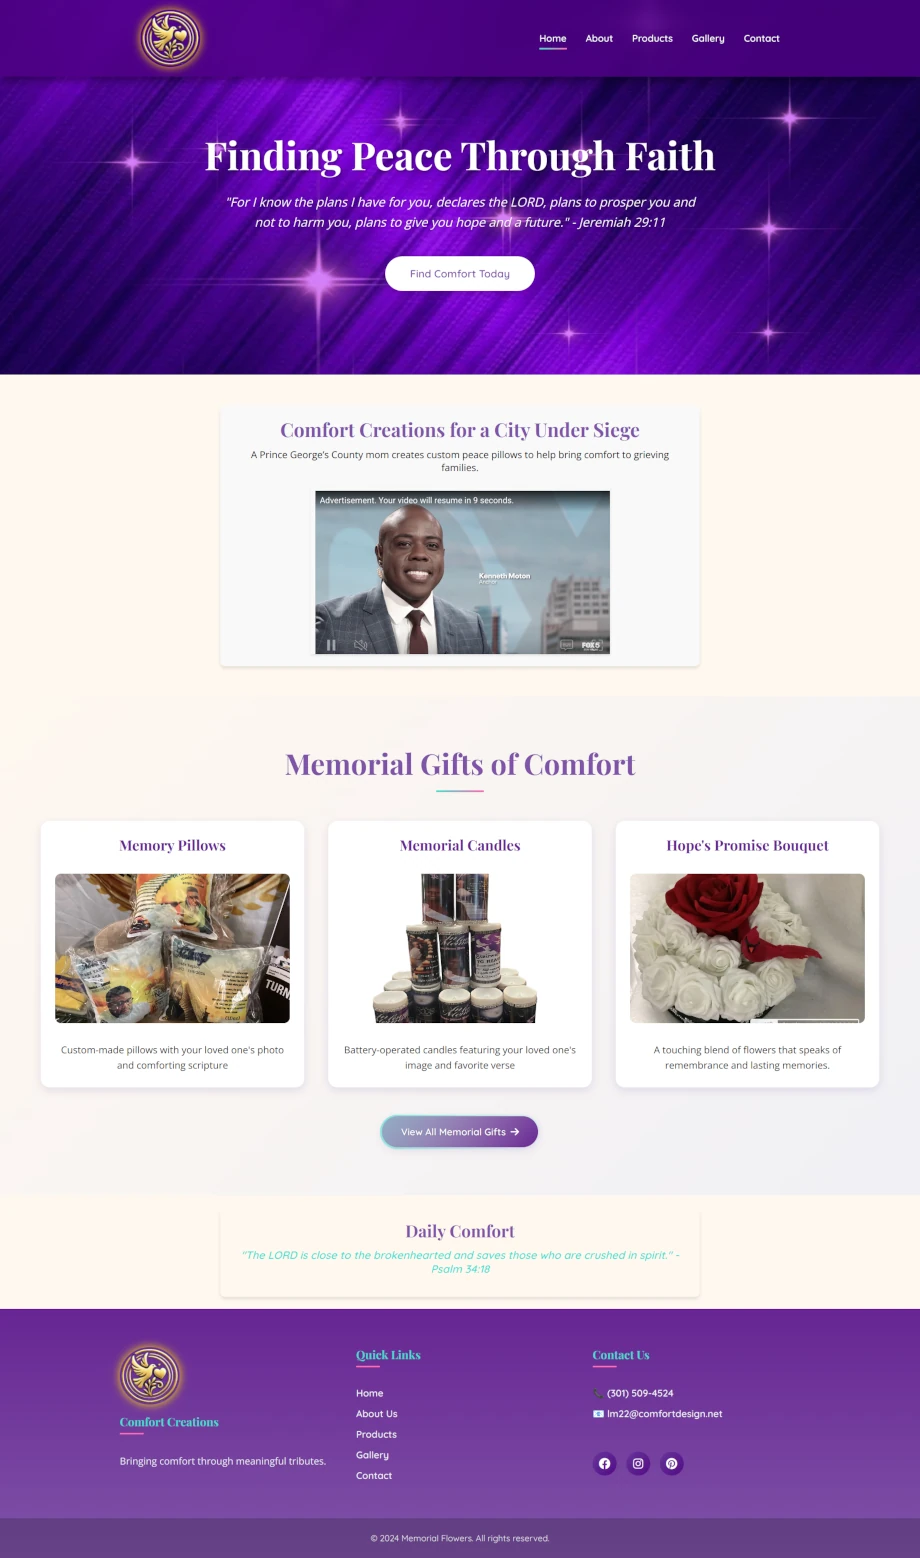 Home About Products Gallery Contact
Finding Peace Through Faith
"For I know the plans I have for you, declares the LORD, plans to prosper you and
not to harm you, plans to give you hope and a future." - Jeremiah 29:11
Find Comfort Today
Comfort Creations for a City Under Siege
A Prince George's County mom creates custom peace pillows to help bring comfort to grieving
families.
Advertisement. Your video will resume in 9 seconds.
Kenneth Moton
Anchor
FOX 5
Memorial Gifts of Comfort
Memory Pillows
Memorial Candles
Hope's Promise Bouquet
TURN
Custom-made pillows with your loved one's photo
and comforting scripture
Battery-operated candles featuring your loved one's
image and favorite verse
A touching blend of flowers that speaks of
remembrance and lasting memories.
View All Memorial Gifts →
Daily Comfort
"The LORD is close to the brokenhearted and saves those who are crushed in spirit." -
Psalm 34:18
Comfort Creations
Bringing comfort through meaningful tributes.
Quick Links
Home
About Us
Products
Gallery
Contact
Contact Us
(301) 509-4524
lm22@comfortdesign.net
© 2024 Memorial Flowers. All rights reserved.